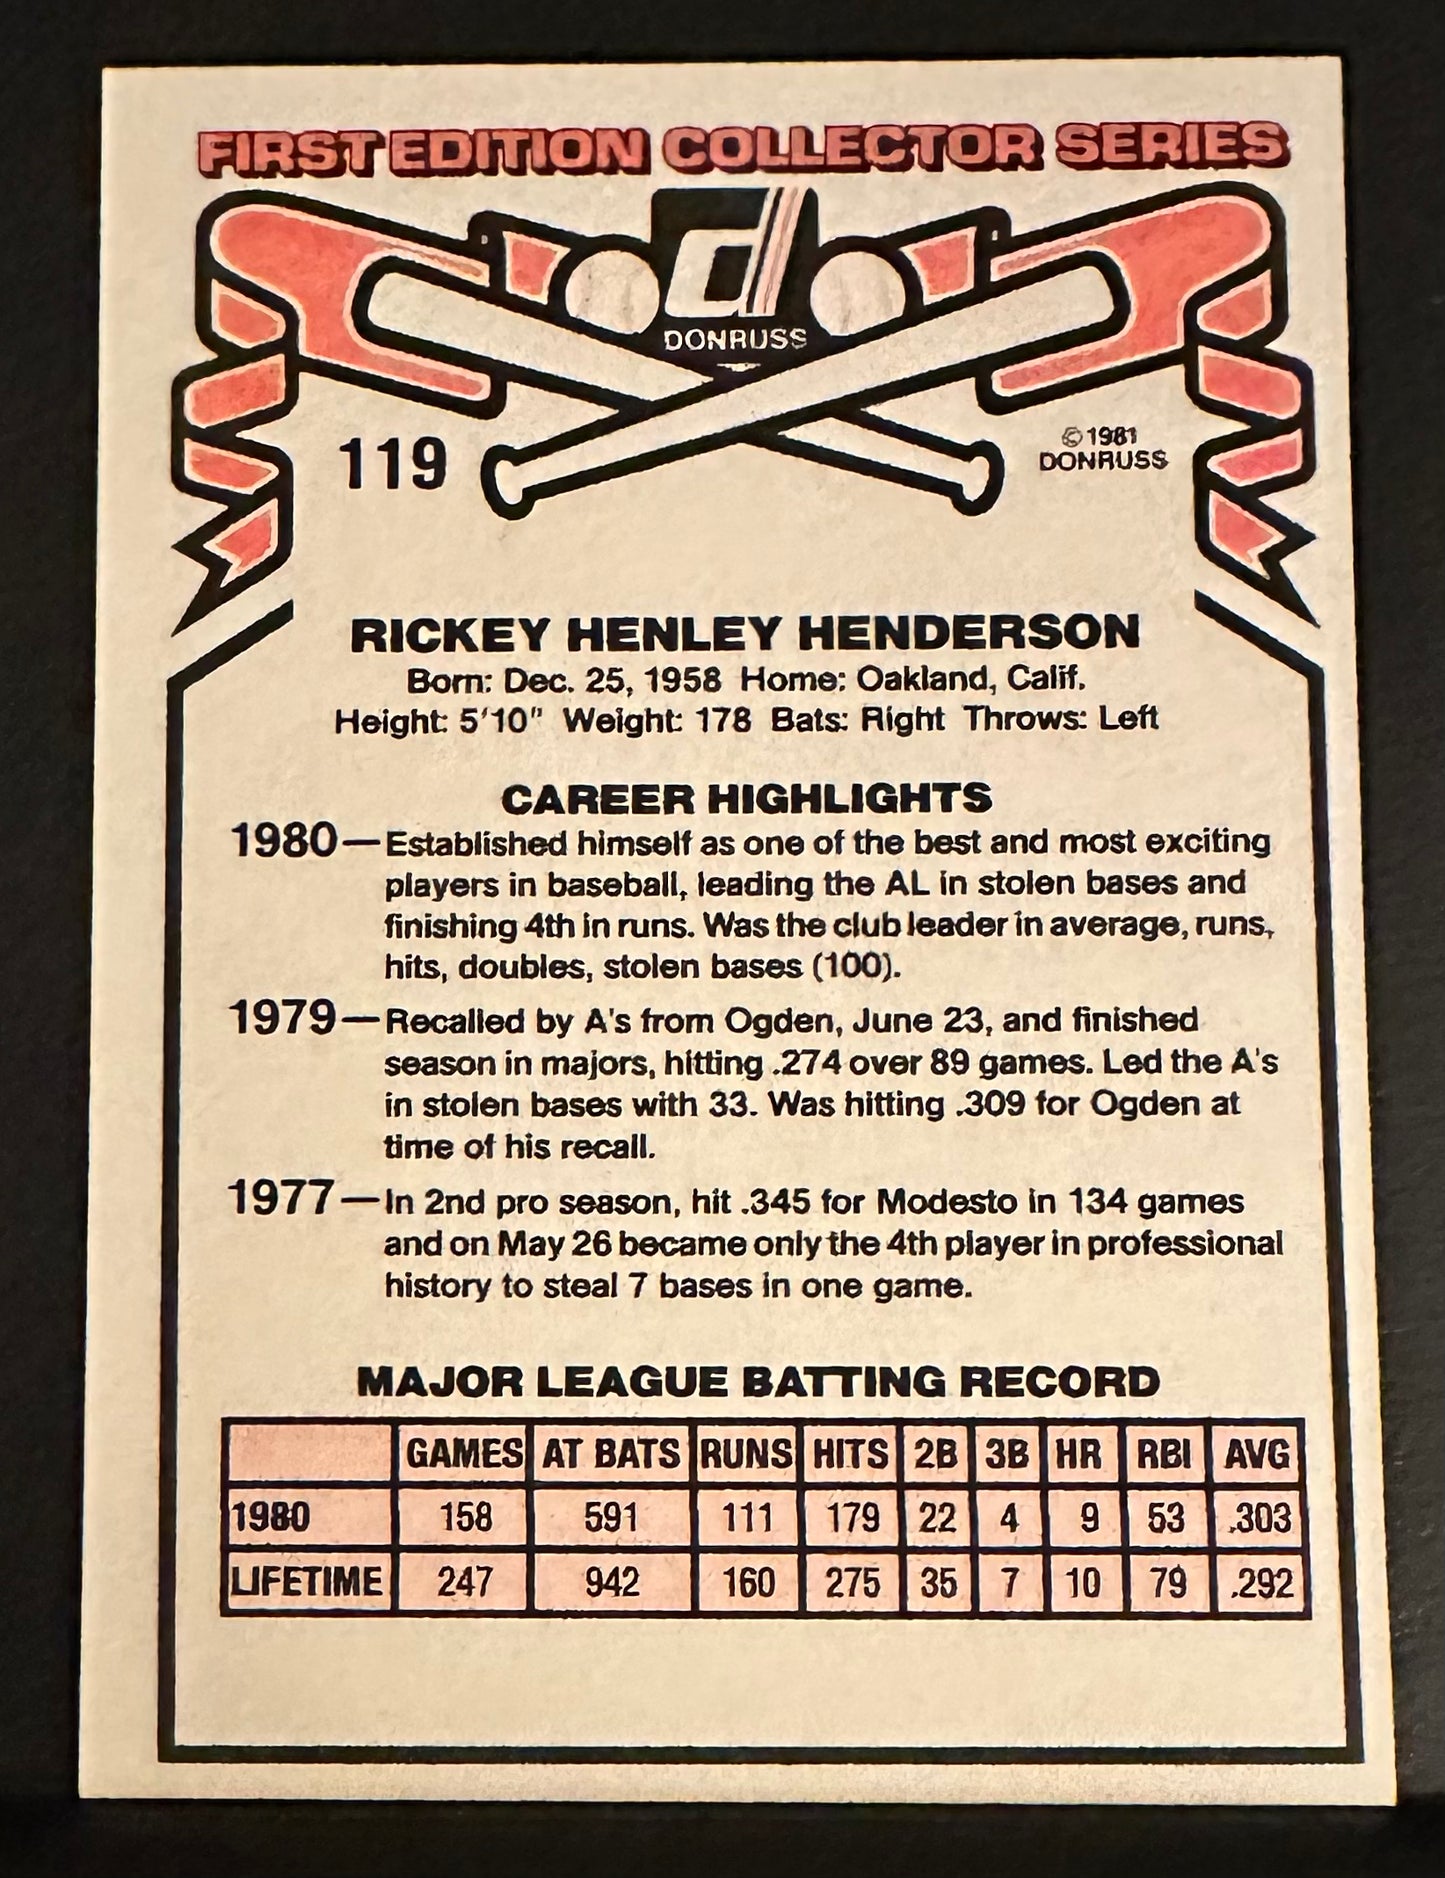 FIRST EDITION COLLECTOR SERIES
d
DONRUSS
119
© 1981
DONRUSS
RICKEY HENLEY HENDERSON
Born: Dec. 25, 1958 Home: Oakland, Calif.
Height: 5'10" Weight: 178 Bats: Right Throws: Left
CAREER HIGHLIGHTS
1980—Established himself as one of the best and most exciting
players in baseball, leading the AL in stolen bases and
finishing 4th in runs. Was the club leader in average, runs,
hits, doubles, stolen bases (100).
1979—Recalled by A's from Ogden, June 23, and finished
season in majors, hitting .274 over 89 games. Led the A's
in stolen bases with 33. Was hitting .309 for Ogden at
time of his recall.
1977—In 2nd pro season, hit .345 for Modesto in 134 games
and on May 26 became only the 4th player in professional
history to steal 7 bases in one game.
MAJOR LEAGUE BATTING RECORD
GAMES AT BATS RUNS HITS 2B 3B HR RBI AVG
1980 158 591 111 179 22 4 9 53 .303
LIFETIME 247 942 160 275 35 7 10 79 .292